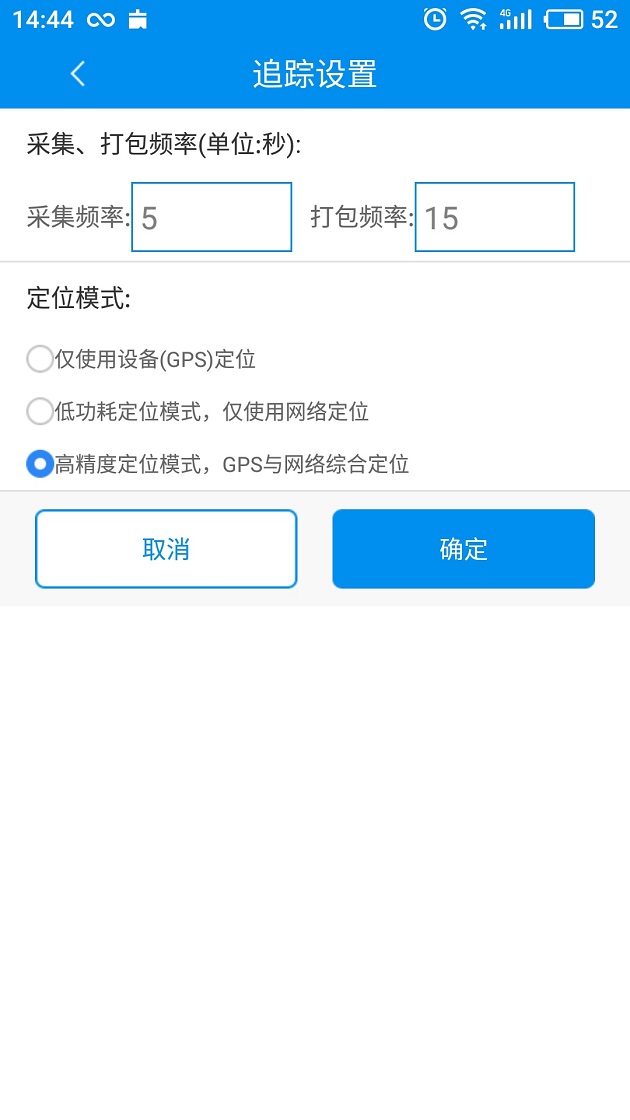 14:44 4G 52
追踪设置
采集、打包频率(单位:秒):
采集频率: 5 打包频率: 15
定位模式:
仅使用设备(GPS)定位
低功耗定位模式，仅使用网络定位
高精度定位模式，GPS与网络综合定位
取消 确定